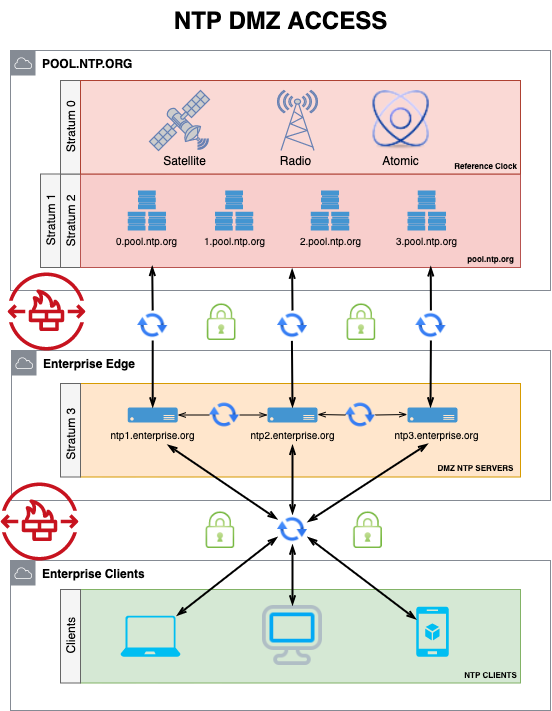 NTP DMZ ACCESS
POOL.NTP.ORG
Stratum 0
Satellite
Radio
Atomic
Reference Clock
Stratum 1
Stratum 2
0.pool.ntp.org
1.pool.ntp.org
2.pool.ntp.org
3.pool.ntp.org
pool.ntp.org
Enterprise Edge
Stratum 3
ntp1.enterprise.org
ntp2.enterprise.org
ntp3.enterprise.org
DMZ NTP SERVERS
Enterprise Clients
Clients
NTP CLIENTS